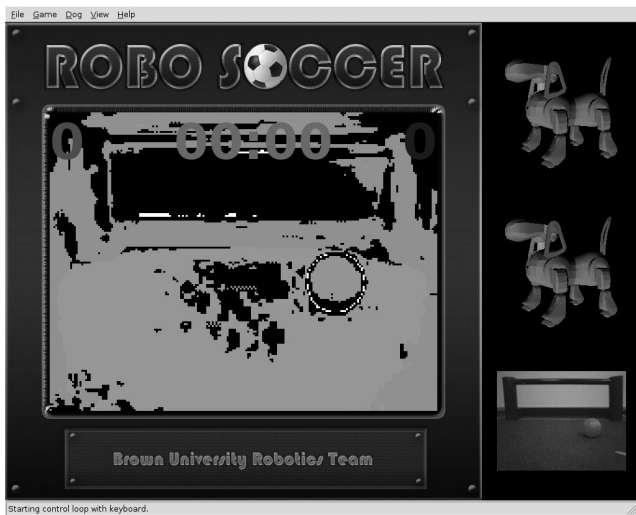 File Game Dog View Help
ROBO SOCCER
0 00:00 0
Brown University Robotics Team
Starting control loop with keyboard.